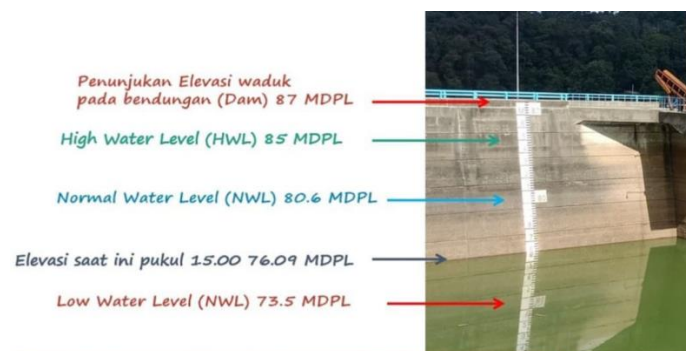 Penunjukan Elevasi waduk
pada bendungan (Dam) 87 MDPL
High Water Level (HWL) 85 MDPL
Normal Water Level (NWL) 80.6 MDPL
Elevasi saat ini pukul 15.00 76.09 MDPL
Low Water Level (NWL) 73.5 MDPL